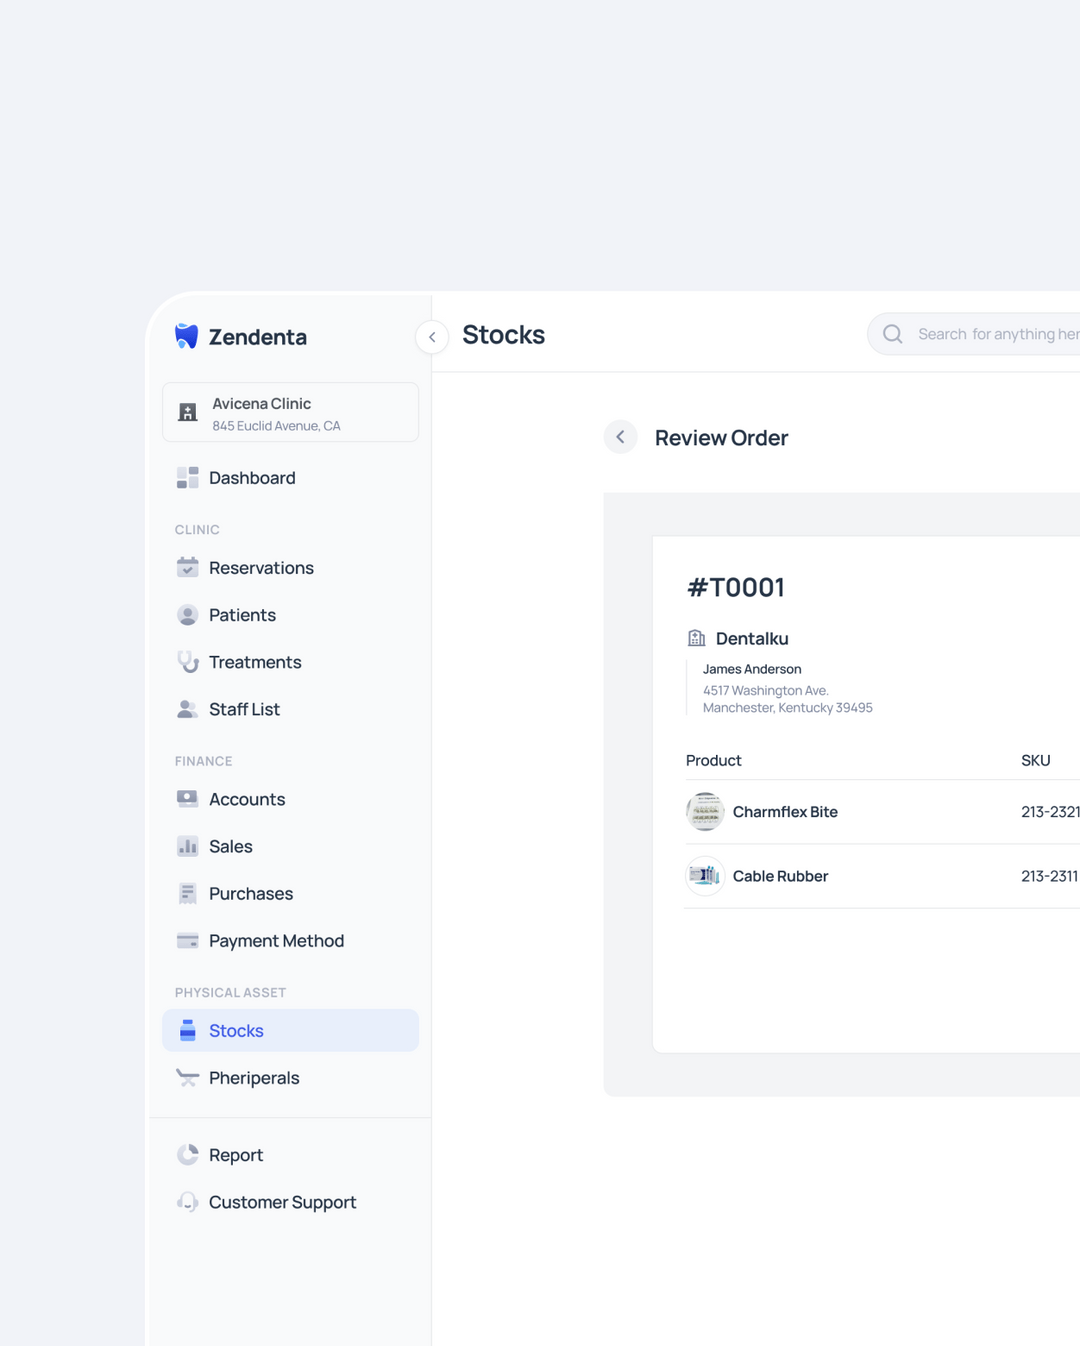 Zendenta
Avicena Clinic
845 Euclid Avenue, CA
Dashboard
CLINIC
Reservations
Patients
Treatments
Staff List
FINANCE
Accounts
Sales
Purchases
Payment Method
PHYSICAL ASSET
Stocks
Pheriperals
Report
Customer Support
Stocks
Search for anything her
Review Order
#T0001
Dentalku
James Anderson
4517 Washington Ave.
Manchester, Kentucky 39495
Product SKU
Charmflex Bite 213-2321
Cable Rubber 213-2311